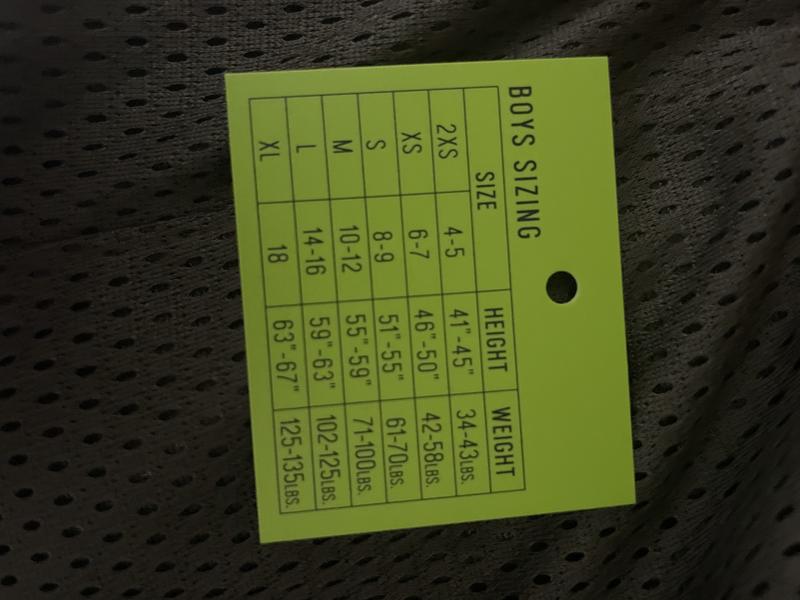 BOYS SIZING
SIZE HEIGHT WEIGHT
2XS 4-5 41"-45" 34-43LBS.
XS 6-7 46"-50" 42-58LBS.
S 8-9 51"-55" 61-70LBS.
M 10-12 55"-59" 71-100LBS.
L 14-16 59"-63" 102-125LBS.
XL 18 63"-67" 125-135LBS.